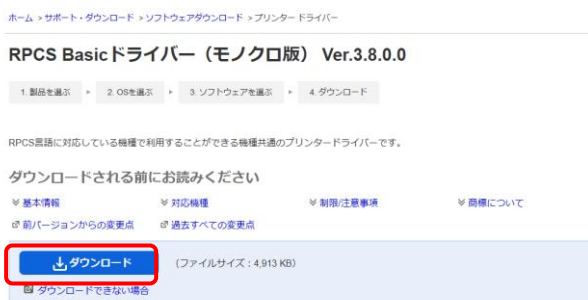 ホーム > サポート・ダウンロード > ソフトウェアダウンロード > プリンター ドライバー
RPCS Basicドライバー（モノクロ版） Ver.3.8.0.0
1. 製品を選ぶ 2. OSを選ぶ 3. ソフトウェアを選ぶ 4. ダウンロード
RPCS言語に対応している機種で利用することができる機種共通のプリンタードライバーです。
ダウンロードされる前にお読みください
基本情報 対応機種 制限/注意事項 商標について
前バージョンからの変更点 過去すべての変更点
ダウンロード （ファイルサイズ：4,913 KB）
ダウンロードできない場合